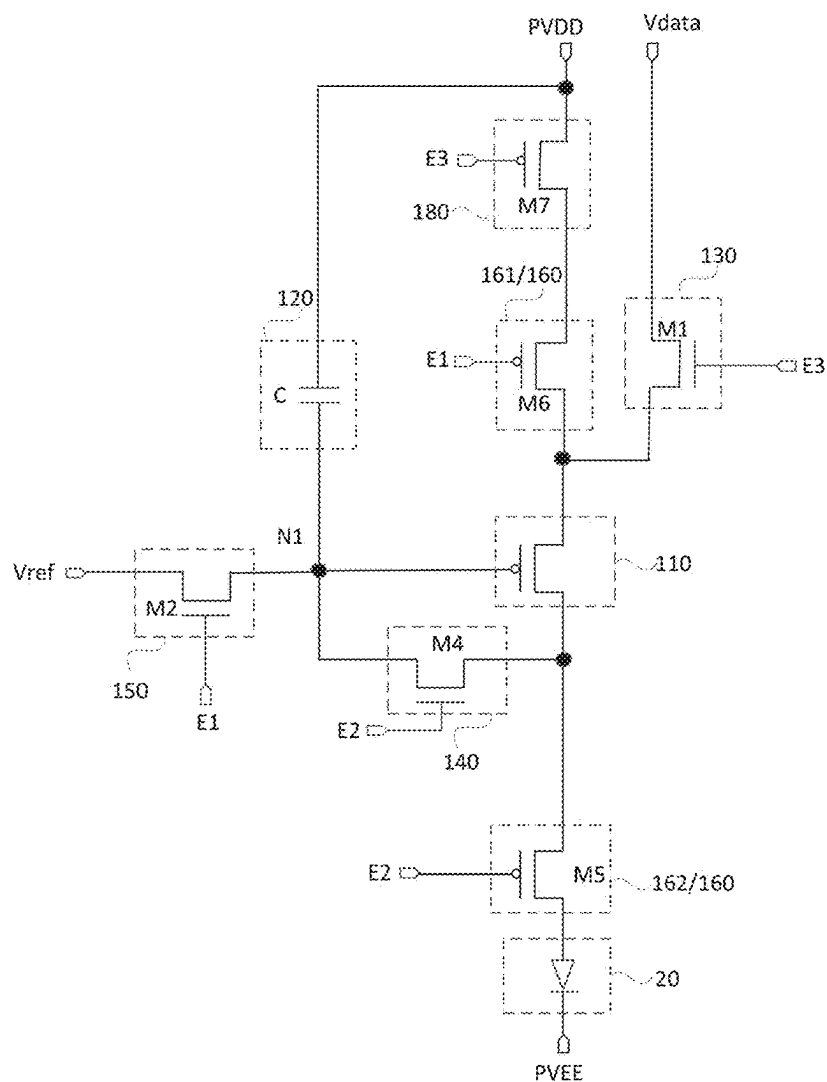 PVDD
Vdata
E3
M7
180
161/160
130
120
M1
E1
E3
C
M6
N1
Vref
110
M2
M4
150
E1
E2
140
E2
M5
162/160
20
PVEE